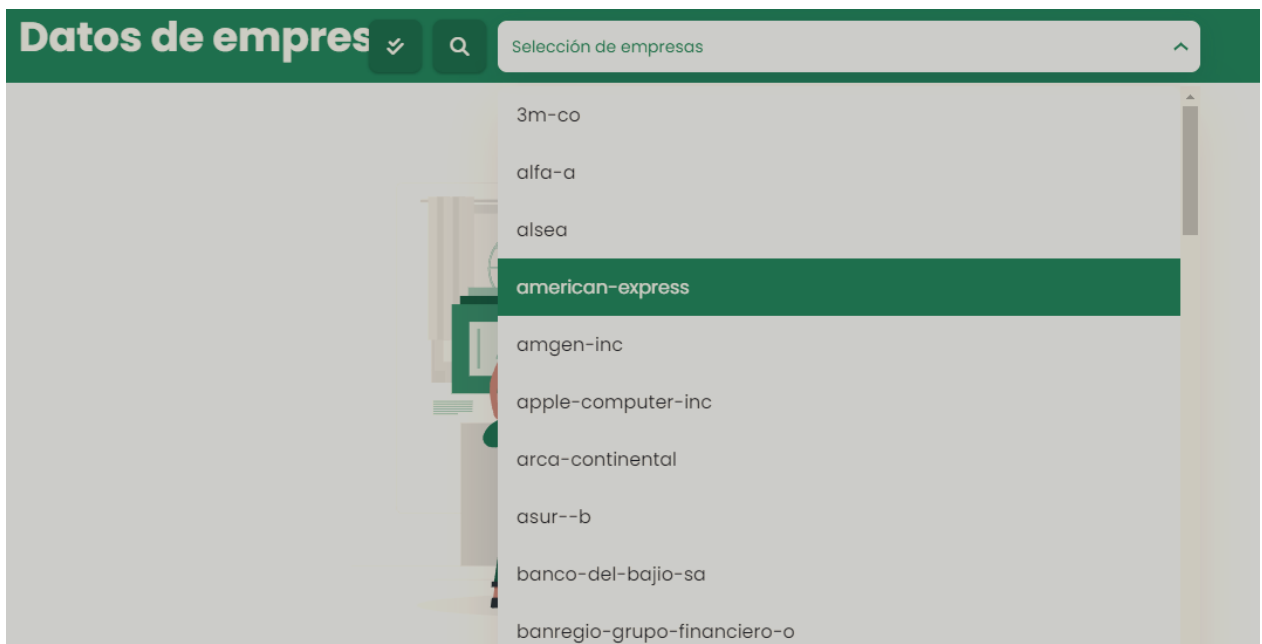 Datos de empres
Selección de empresas
3m-co
alfa-a
alsea
american-express
amgen-inc
apple-computer-inc
arca-continental
asur--b
banco-del-bajio-sa
banregio-grupo-financiero-o